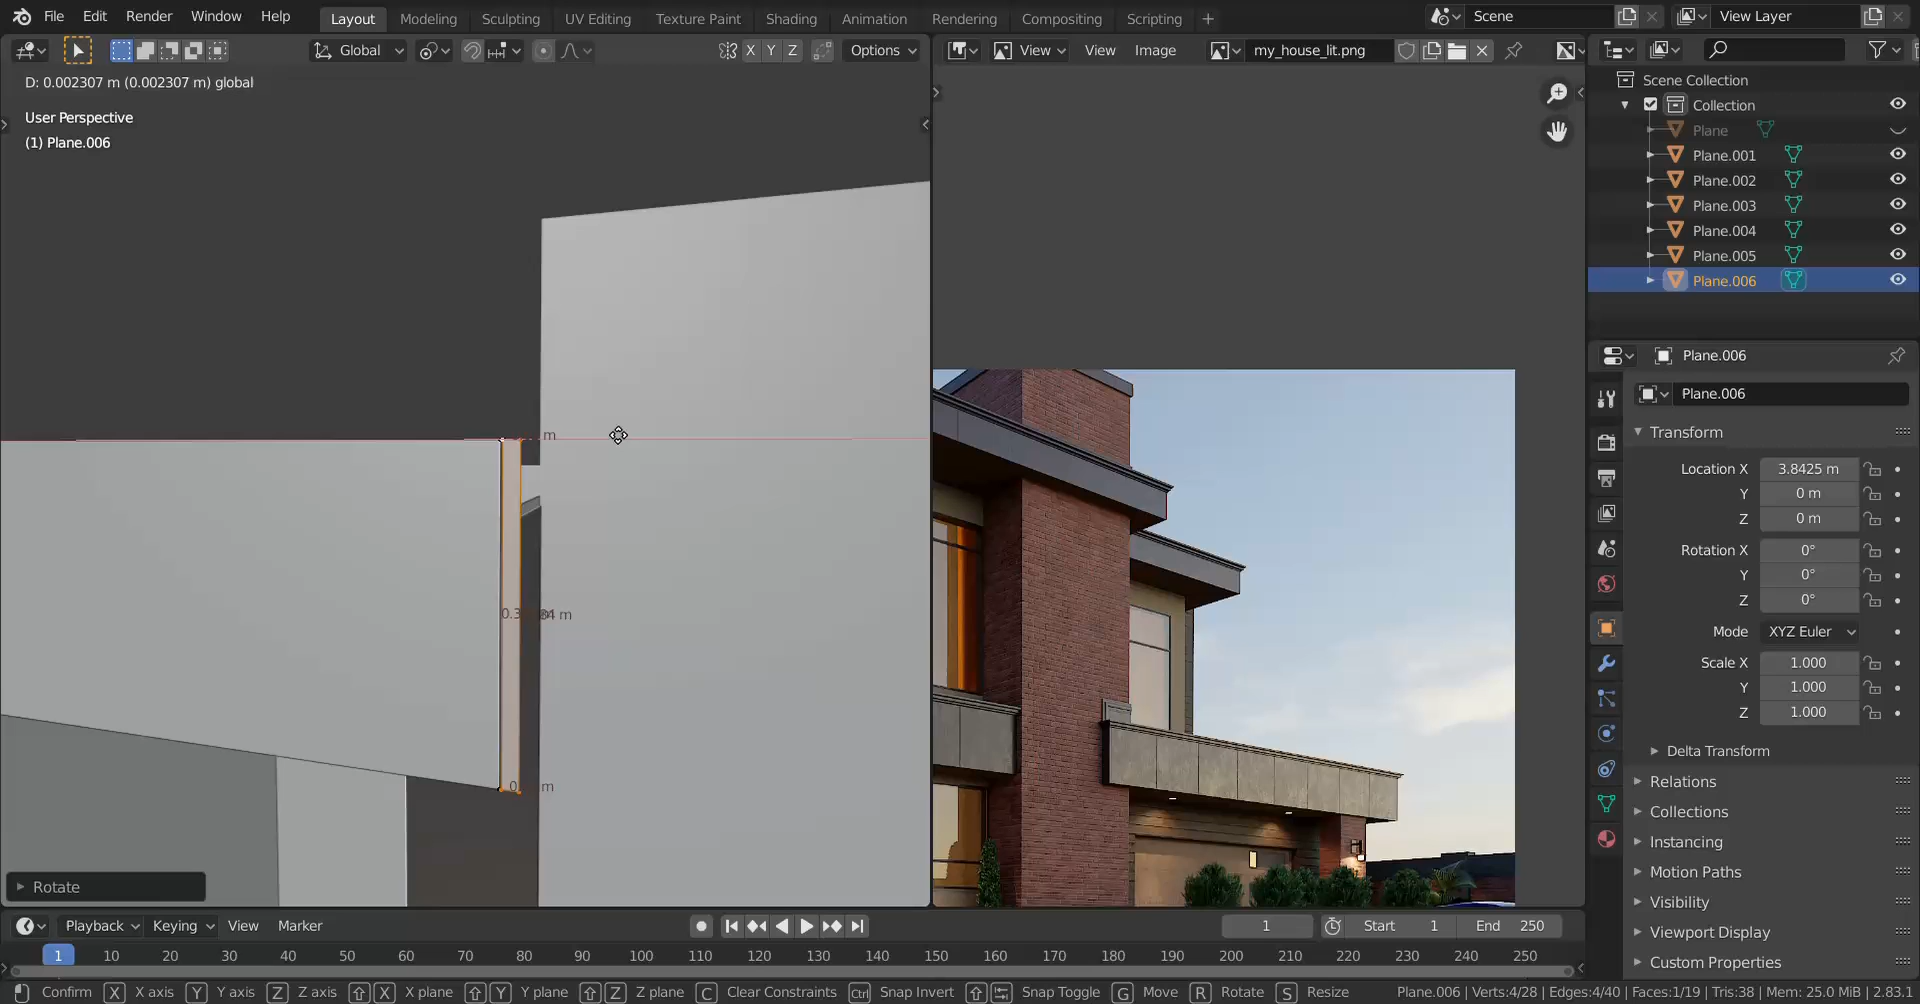 File Edit Render Window Help Layout Modeling Sculpting UV Editing Texture Paint Shading Animation Rendering Compositing Scripting + Scene View Layer
Global X Y Z Options View View Image my_house_lit.png
D: 0.002307 m (0.002307 m) global
User Perspective
(1) Plane.006
Scene Collection
Collection
Plane
Plane.001
Plane.002
Plane.003
Plane.004
Plane.005
Plane.006
Plane.006
Plane.006
Transform
Location X 3.8425 m
Y 0 m
Z 0 m
Rotation X 0°
Y 0°
Z 0°
Mode XYZ Euler
Scale X 1.000
Y 1.000
Z 1.000
Delta Transform
Relations
Collections
Instancing
Motion Paths
Visibility
Viewport Display
Custom Properties
m
m
m
Rotate
Playback Keying View Marker 1 Start 1 End 250
1 10 20 30 40 50 60 70 80 90 100 110 120 130 140 150 160 170 180 190 200 210 220 230 240 250
Confirm X X axis Y Y axis Z Z axis X X plane Y Y plane Z Z plane C Clear Constraints Ctrl Snap Invert Snap Toggle G Move R Rotate S Resize Plane.006 | Verts:4/28 | Edges:4/40 | Faces:1/19 | Tris:38 | Mem: 25.0 MiB | 2.83.1